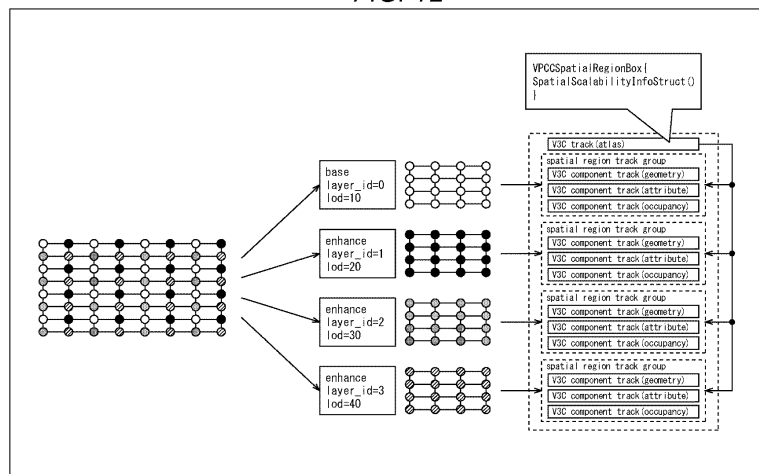 VPCCSpatialRegionBox{
SpatialScalabilityInfoStruct()
}
V3C track(atlas)
base
layer_id=0
lod=10
spatial region track group
V3C component track(geometry)
V3C component track(attribute)
V3C component track(occupancy)
enhance
layer_id=1
lod=20
spatial region track group
V3C component track(geometry)
V3C component track(attribute)
V3C component track(occupancy)
enhance
layer_id=2
lod=30
spatial region track group
V3C component track(geometry)
V3C component track(attribute)
V3C component track(occupancy)
enhance
layer_id=3
lod=40
spatial region track group
V3C component track(geometry)
V3C component track(attribute)
V3C component track(occupancy)